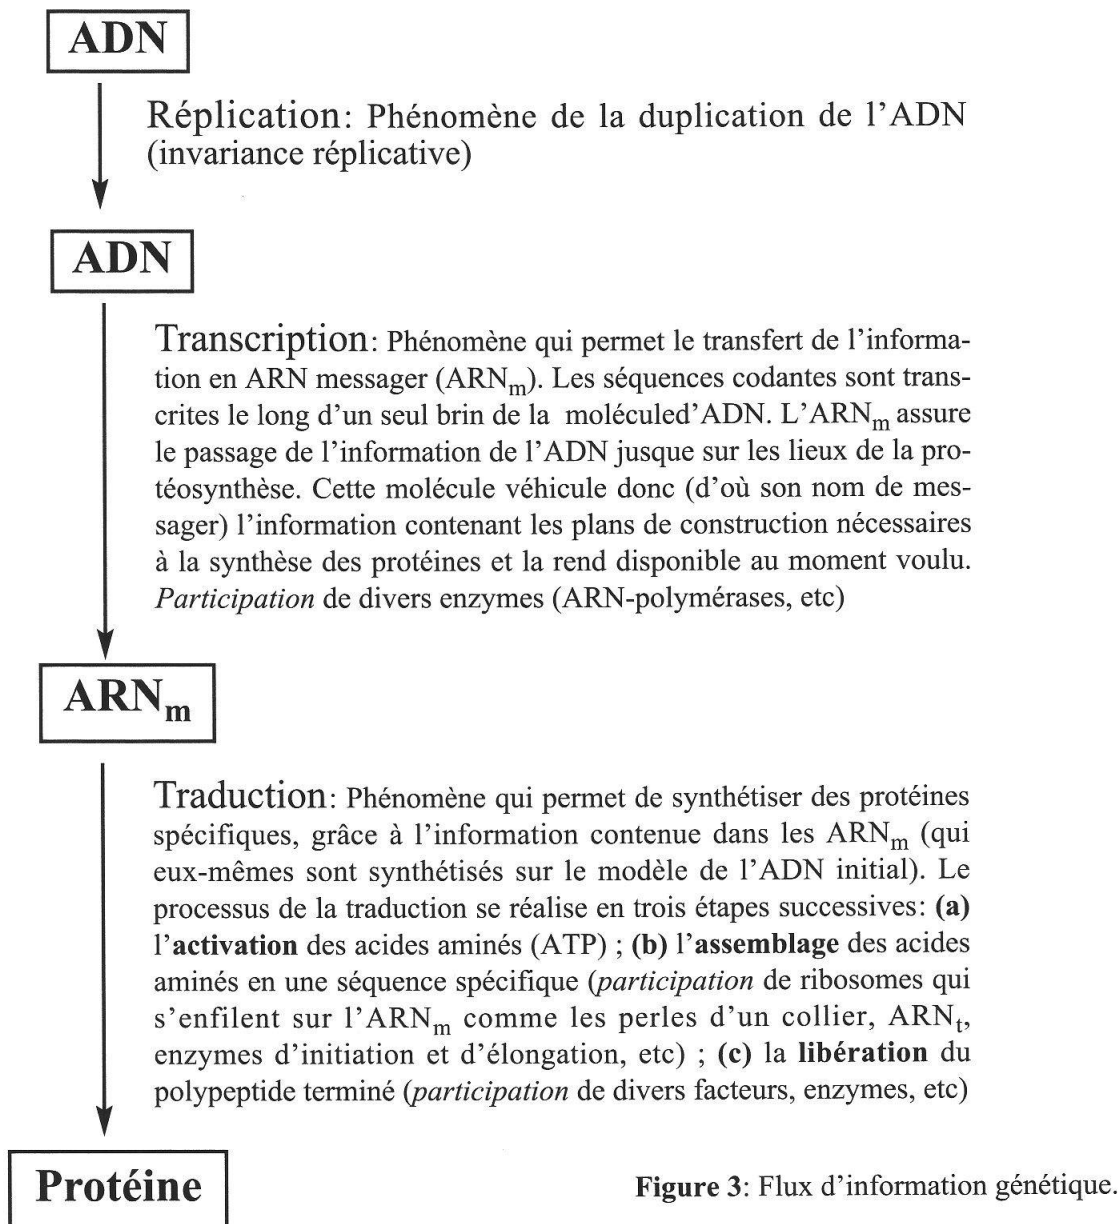 ADN
Réplication: Phénomène de la duplication de l’ADN
(invariance réplicative)
ADN
Transcription: Phénomène qui permet le transfert de l’informa-
tion en ARN messager (ARNm). Les séquences codantes sont trans-
crites le long d’un seul brin de la moléculed’ADN. L’ARNm assure
le passage de l’information de l’ADN jusque sur les lieux de la pro-
téosynthèse. Cette molécule véhicule donc (d’où son nom de mes-
sager) l’information contenant les plans de construction nécessaires
à la synthèse des protéines et la rend disponible au moment voulu.
Participation de divers enzymes (ARN-polymérases, etc)
ARNm
Traduction: Phénomène qui permet de synthétiser des protéines
spécifiques, grâce à l’information contenue dans les ARNm (qui
eux-mêmes sont synthétisés sur le modèle de l’ADN initial). Le
processus de la traduction se réalise en trois étapes successives: (a)
l’activation des acides aminés (ATP) ; (b) l’assemblage des acides
aminés en une séquence spécifique (participation de ribosomes qui
s’enfilent sur l’ARNm comme les perles d’un collier, ARNt,
enzymes d’initiation et d’élongation, etc) ; (c) la libération du
polypeptide terminé (participation de divers facteurs, enzymes, etc)
Protéine
Figure 3: Flux d’information génétique.